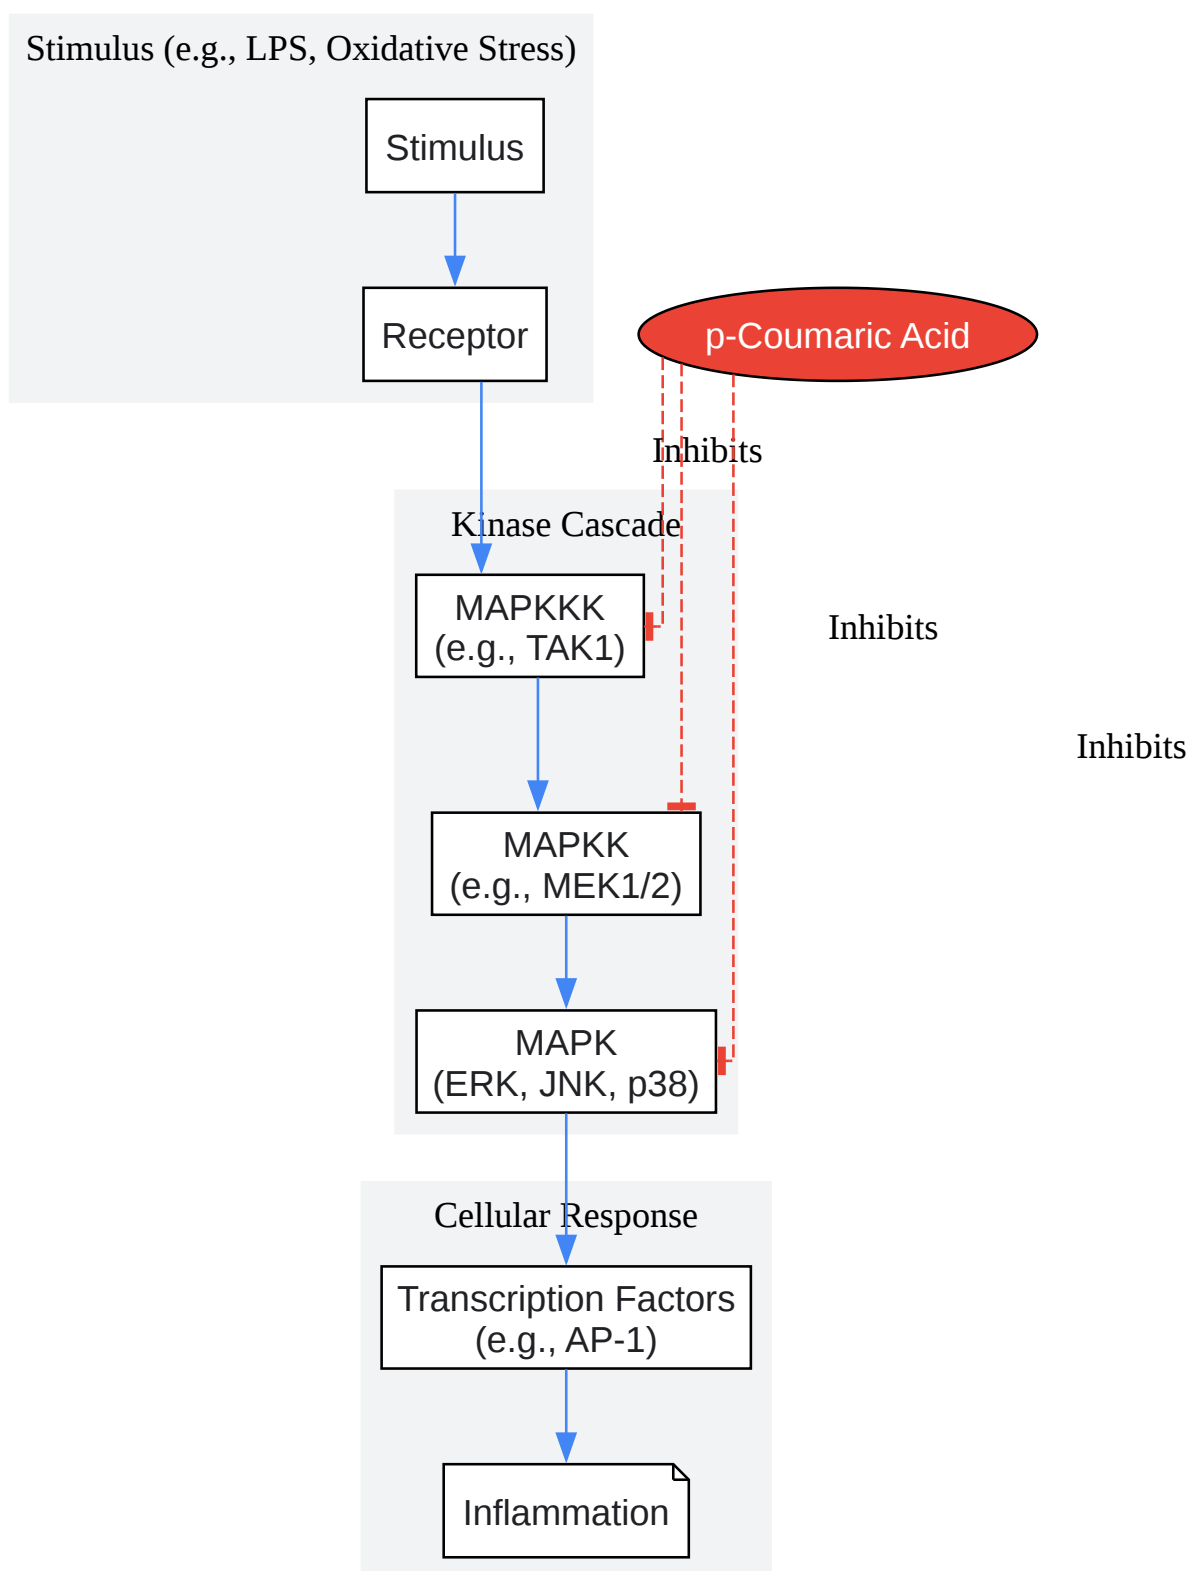 Stimulus (e.g., LPS, Oxidative Stress)
Stimulus
Receptor
p-Coumaric Acid
Inhibits
Kinase Cascade
MAPKKK
(e.g., TAK1)
Inhibits
Inhibits
MAPKK
(e.g., MEK1/2)
MAPK
(ERK, JNK, p38)
Cellular Response
Transcription Factors
(e.g., AP-1)
Inflammation